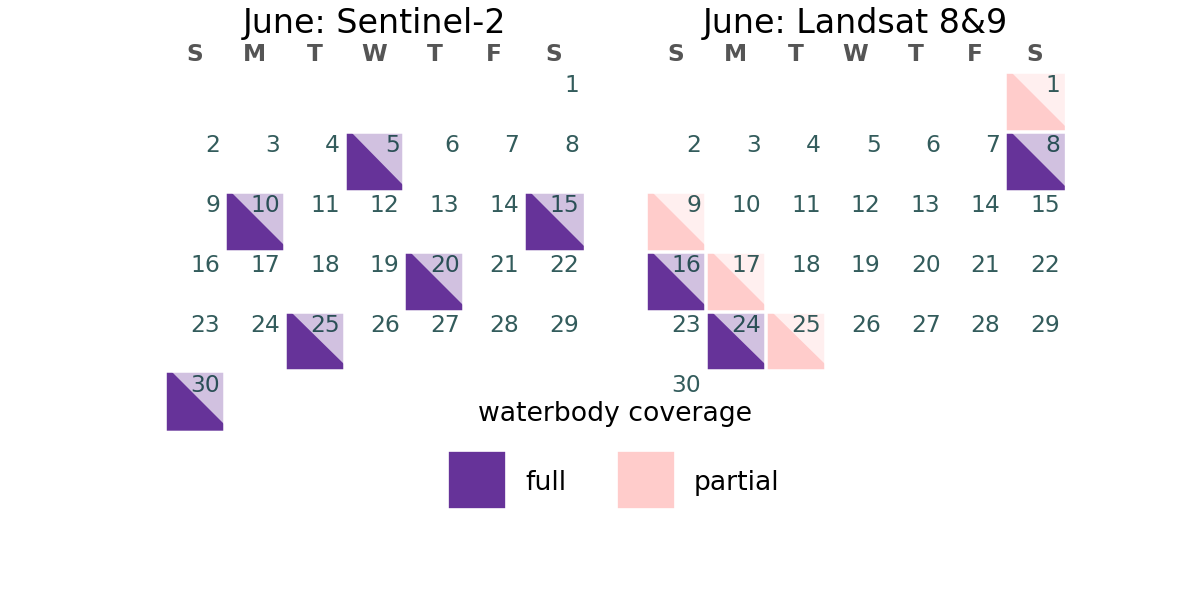 June: Sentinel-2
S M T W T F S
1
2 3 4 5 6 7 8
9 10 11 12 13 14 15
16 17 18 19 20 21 22
23 24 25 26 27 28 29
30
June: Landsat 8&9
S M T W T F S
1
2 3 4 5 6 7 8
9 10 11 12 13 14 15
16 17 18 19 20 21 22
23 24 25 26 27 28 29
30
waterbody coverage
full partial